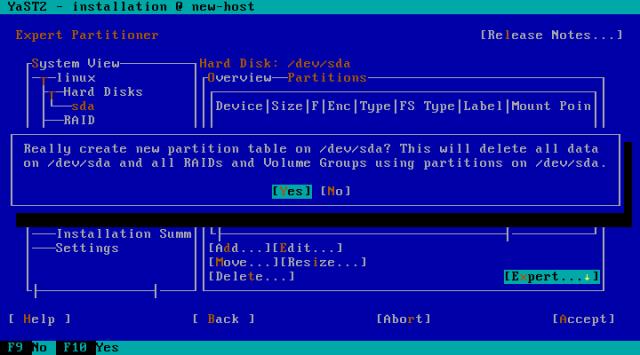 YaST2 - installation @ new-host
Expert Partitioner [Release Notes...]
System View Hard Disk: /dev/sda
linux Overview Partitions
Hard Disks
sda Device|Size|F|Enc|Type|FS Type|Label|Mount Poin
RAID
Really create new partition table on /dev/sda? This will delete all data
on /dev/sda and all RAIDs and Volume Groups using partitions on /dev/sda.
[Yes] [No]
Installation Summ
Settings [Add...][Edit...]
[Move...][Resize...]
[Delete...] [Expert...↓]
[ Help ] [ Back ] [Abort] [Accept]
F9 No F10 Yes